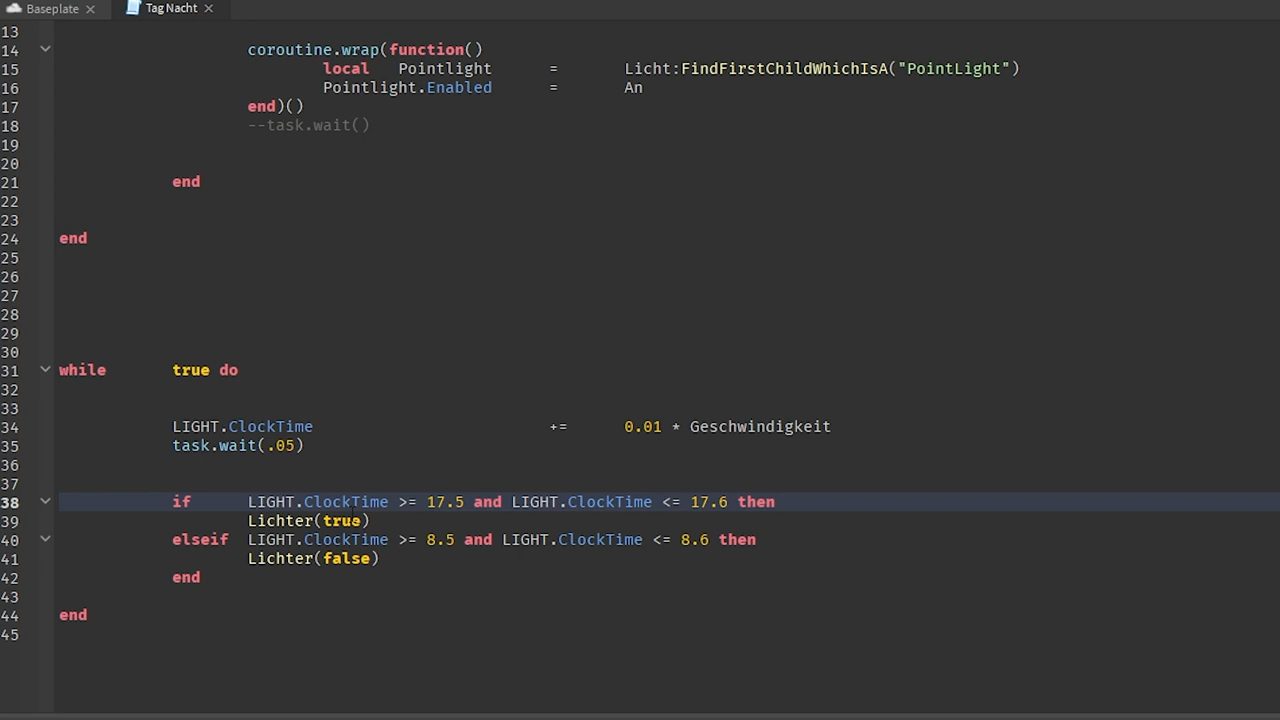 Baseplate × Tag Nacht ×
13
14 coroutine.wrap(function()
15 local Pointlight = Licht:FindFirstChildWhichIsA("PointLight")
16 Pointlight.Enabled = An
17 end)()
18 --task.wait()
19
20
21 end
22
23
24 end
25
26
27
28
29
30
31 while true do
32
33
34 LIGHT.ClockTime += 0.01 * Geschwindigkeit
35 task.wait(.05)
36
37
38 if LIGHT.ClockTime >= 17.5 and LIGHT.ClockTime <= 17.6 then
39 Lichter(true)
40 elseif LIGHT.ClockTime >= 8.5 and LIGHT.ClockTime <= 8.6 then
41 Lichter(false)
42 end
43
44 end
45